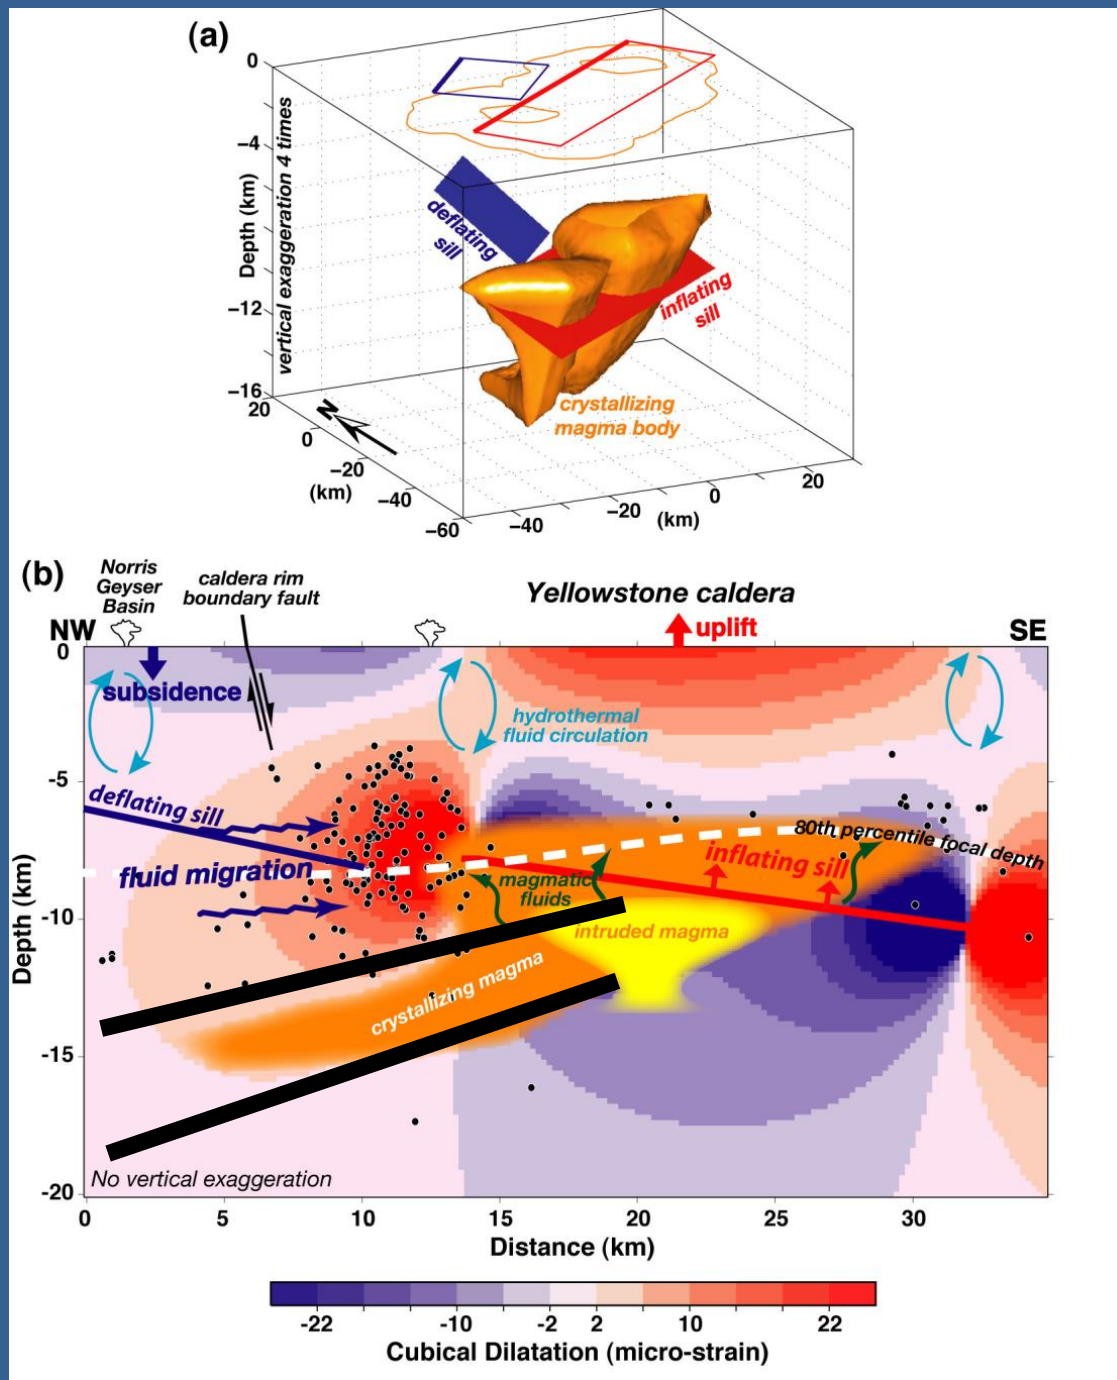 (a)
0
-4
-8
-12
-16
Depth (km)
vertical exaggeration 4 times
deflating
sill
inflating
sill
crystallizing
magma body
N
20
0
-20
-40
-60
(km)
-40
-20
0
20
(km)
(b)
Norris
Geyser
Basin
caldera rim
boundary fault
Yellowstone caldera
NW
uplift
SE
0
subsidence
hydrothermal
fluid circulation
-5
deflating sill
80th percentile focal depth
inflating sill
fluid migration
magmatic
fluids
-10
intruded magma
crystallizing magma
-15
No vertical exaggeration
-20
Depth (km)
0 5 10 15 20 25 30
Distance (km)
-22 -10 -2 2 10 22
Cubical Dilatation (micro-strain)